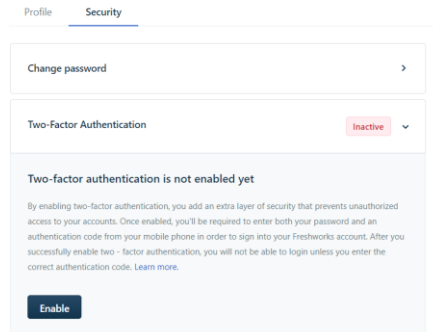 Profile Security
Change password
Two-Factor Authentication Inactive
Two-factor authentication is not enabled yet
By enabling two-factor authentication, you add an extra layer of security that prevents unauthorized
access to your accounts. Once enabled, you'll be required to enter both your password and an
authentication code from your mobile phone in order to sign into your Freshworks account. After you
successfully enable two - factor authentication, you will not be able to login unless you enter the
correct authentication code. Learn more.
Enable